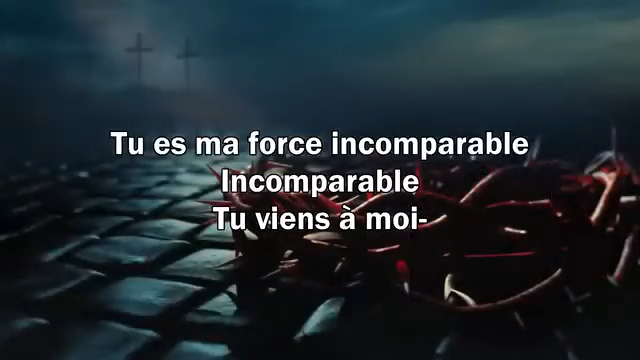 Tu es ma force incomparable
Incomparable
Tu viens à moi-